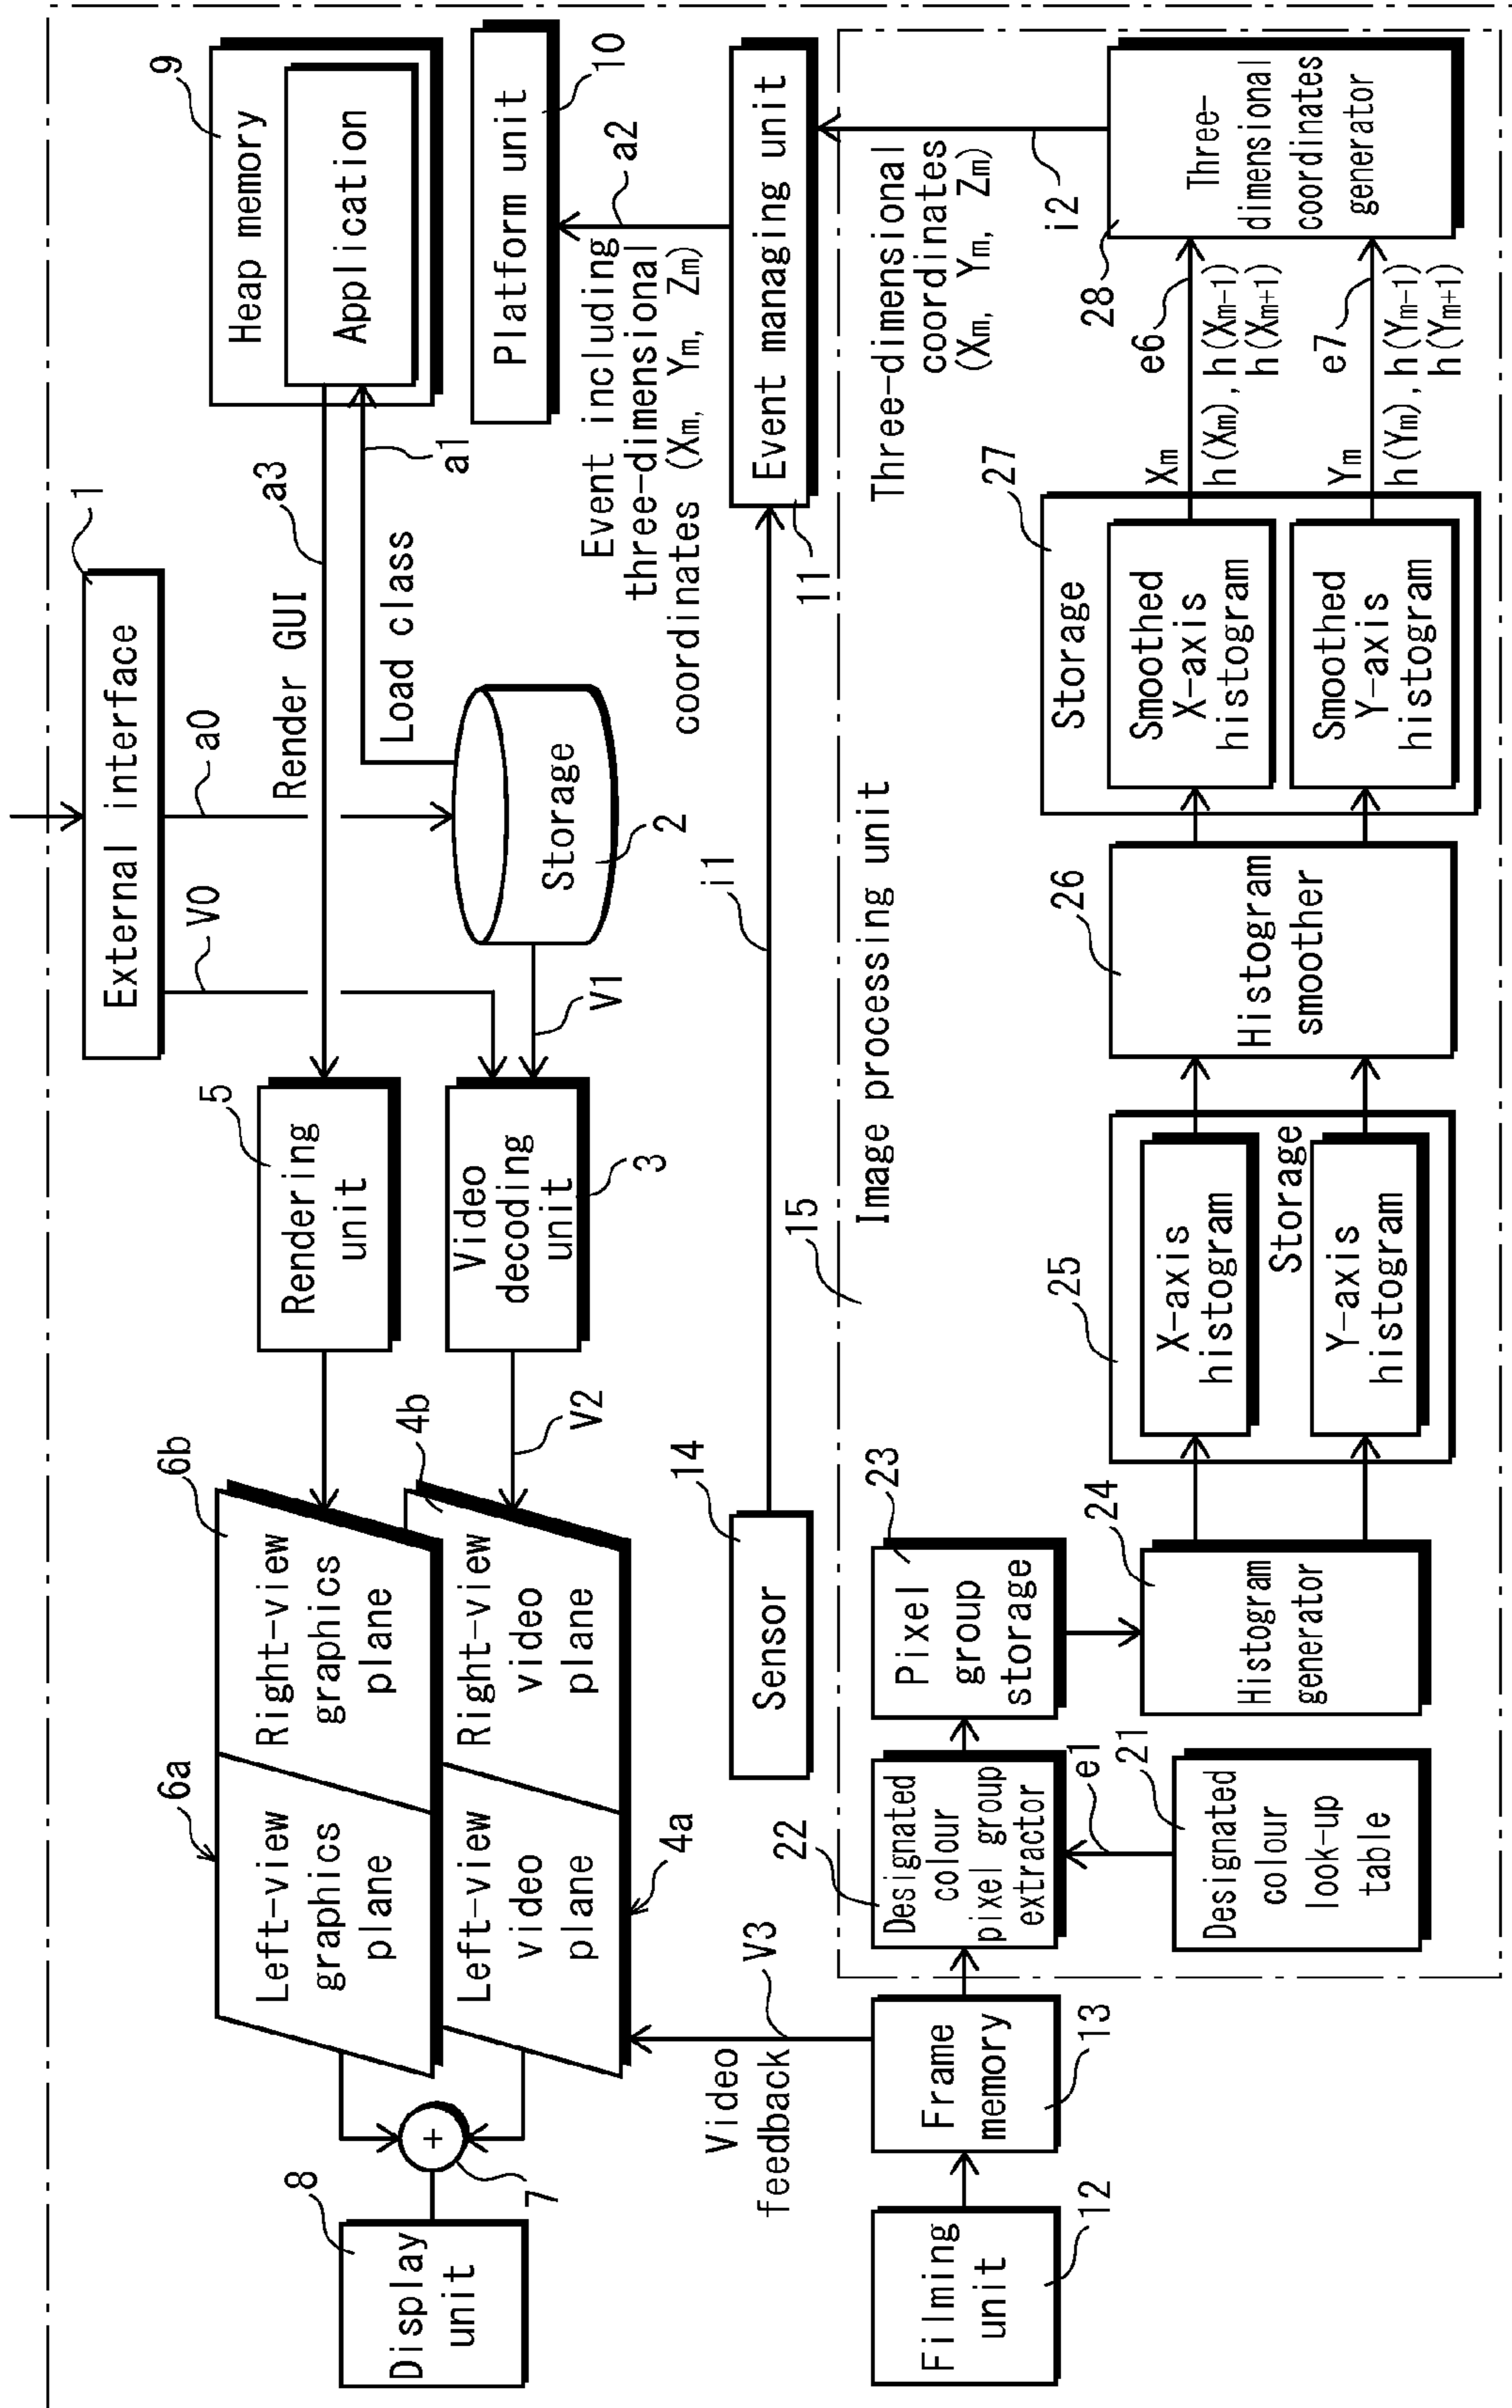 1
External interface
V0
a0
9
Heap memory
Application
a3
Render GUI
a1
Load class
10
Platform unit
a2
Event including
three-dimensional
coordinates (Xm, Ym, Zm)
Storage
2
V1
5
Rendering
unit
Video
decoding
unit
3
V2
6a
6b
Left-view
graphics
plane
Right-view
graphics
plane
4b
Left-view
video
plane
Right-view
video
plane
4a
+
7
8
Display
unit
Video
feedback
V3
14
Sensor
i1
Event managing unit
11
Filming
unit
12
Frame
memory
13
15
Image processing unit
22
Designated
colour
pixel group
extractor
e1
21
Designated
colour
look-up
table
23
Pixel
group
storage
24
Histogram
generator
25
X-axis
histogram
Storage
Y-axis
histogram
26
Histogram
smoother
27
Storage
Smoothed
X-axis
histogram
Smoothed
Y-axis
histogram
Three-dimensional
coordinates
(Xm, Ym, Zm)
i2
e6
Xm
h(Xm), h(Xm-1)
h(Xm+1)
e7
Ym
h(Ym), h(Ym-1)
h(Ym+1)
28
Three-
dimensional
coordinates
generator